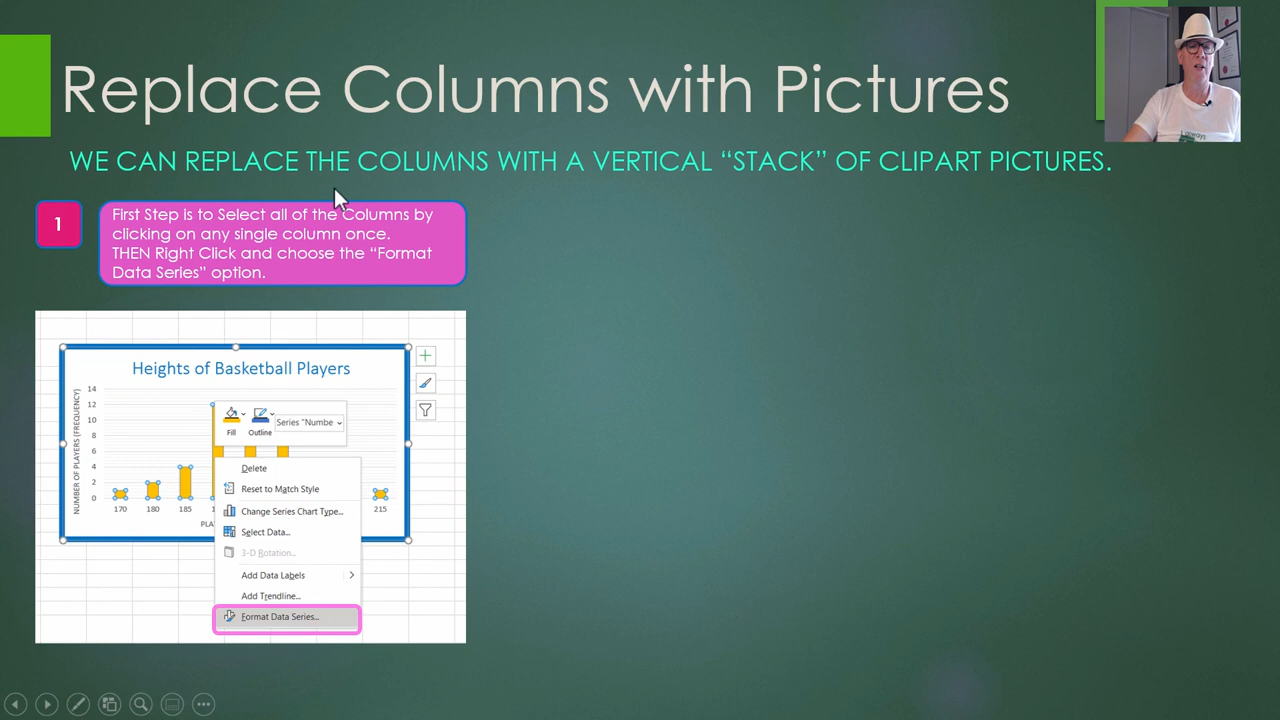 Replace Columns with Pictures
WE CAN REPLACE THE COLUMNS WITH A VERTICAL “STACK” OF CLIPART PICTURES.
1
First Step is to Select all of the Columns by
clicking on any single column once.
THEN Right Click and choose the “Format
Data Series” option.
Heights of Basketball Players
NUMBER OF PLAYERS (FREQUENCY)
14
12
10
8
6
4
2
0
170
180
185
215
PLA
Fill
Outline
Series "Numbe
Delete
Reset to Match Style
Change Series Chart Type...
Select Data...
3-D Rotation...
Add Data Labels
Add Trendline...
Format Data Series...
always